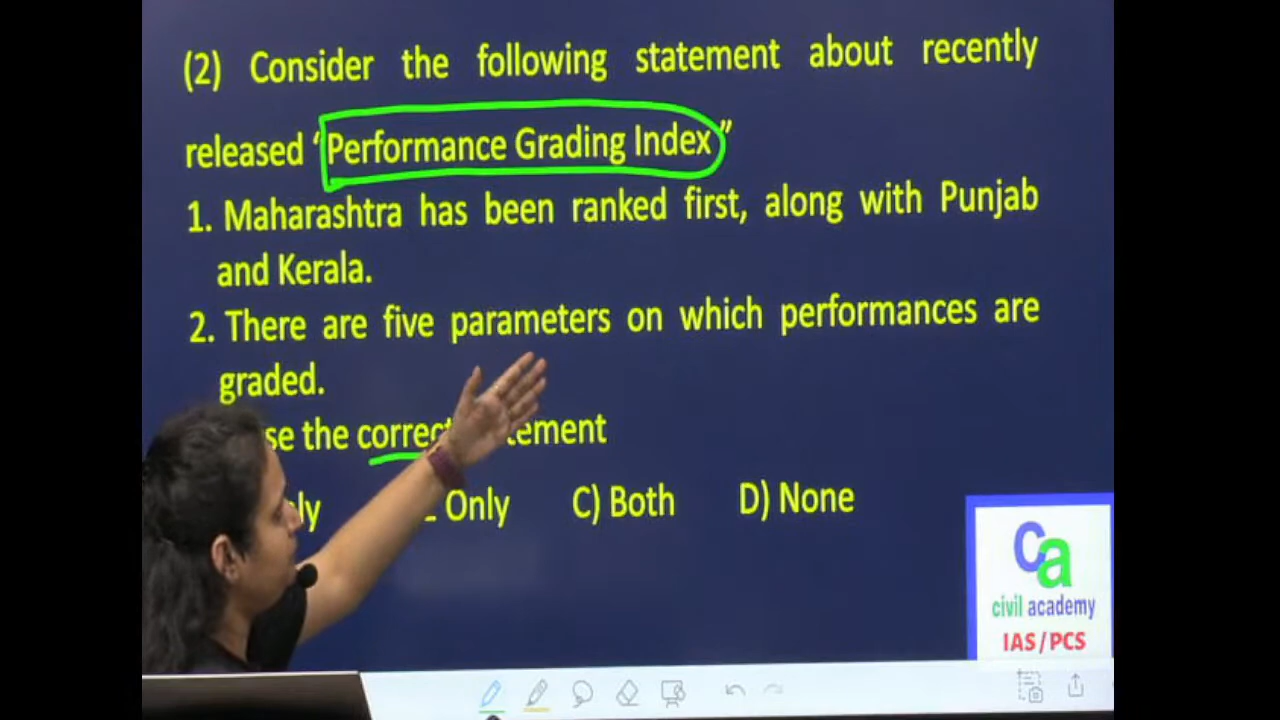 (2) Consider the following statement about recently
released ‘Performance Grading Index”
1. Maharashtra has been ranked first, along with Punjab
and Kerala.
2. There are five parameters on which performances are
graded.
the correct
Only C) Both D) None
Ca
civil academy
IAS/PCS